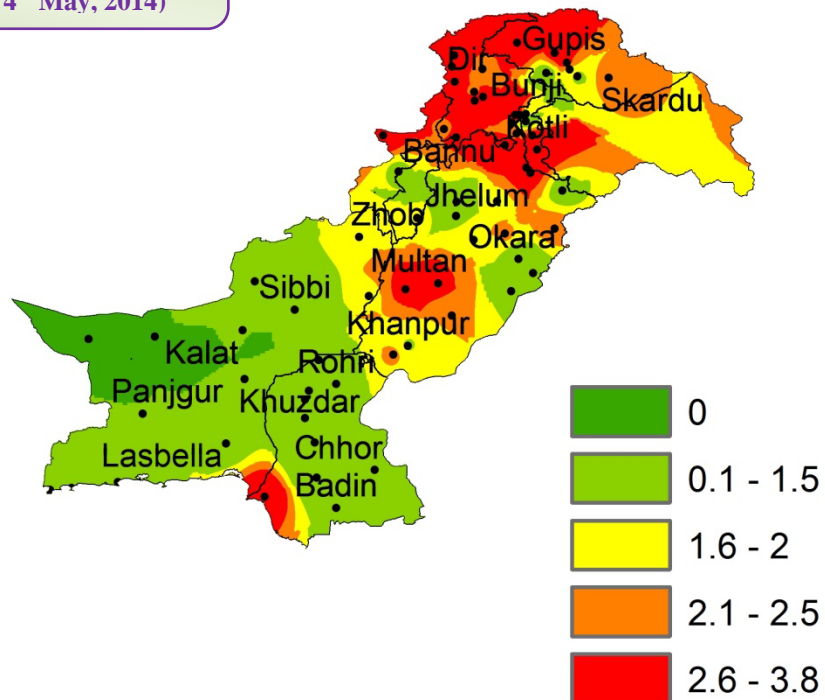 4 May, 2014)
Gupis
Dir
Bunji
Skardu
Kotli
Bannu
Jhelum
Zhob
Okara
Multan
Sibbi
Khanpur
Kalat
Rohri
Panjgur
Khuzdar
Lasbella
Chhor
Badin
0
0.1 - 1.5
1.6 - 2
2.1 - 2.5
2.6 - 3.8